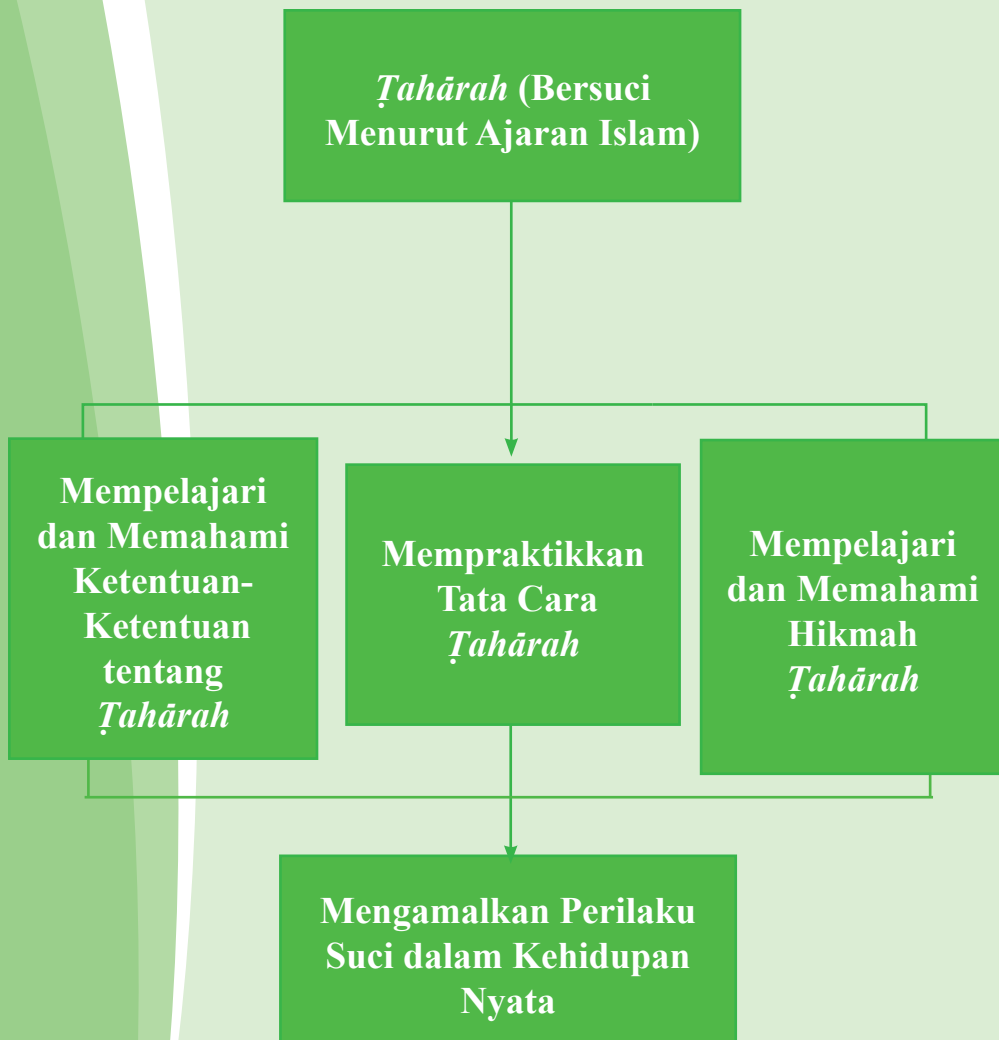 Ṭahārah (Bersuci
Menurut Ajaran Islam)
Mempelajari
dan Memahami
Ketentuan-
Ketentuan
tentang
Ṭahārah
Mempraktikkan
Tata Cara
Ṭahārah
Mempelajari
dan Memahami
Hikmah
Ṭahārah
Mengamalkan Perilaku
Suci dalam Kehidupan
Nyata